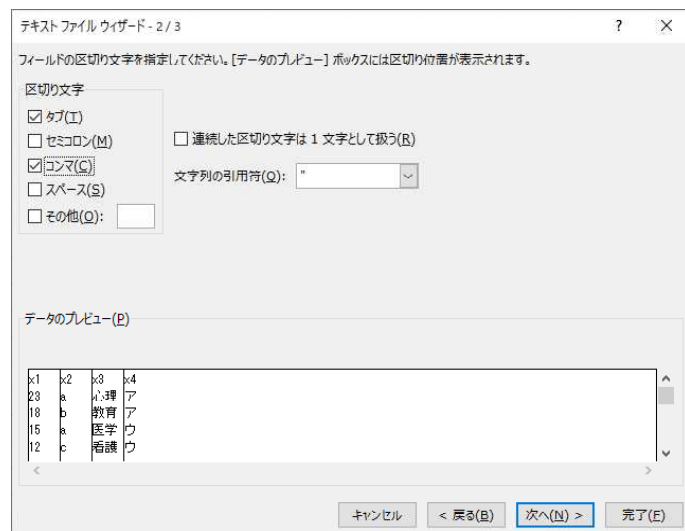 テキスト ファイル ウィザード - 2 / 3
? ×
フィールドの区切り文字を指定してください。[データのプレビュー] ボックスには区切り位置が表示されます。
区切り文字
タブ(T)
セミコロン(M)
コンマ(C)
スペース(S)
その他(O):
連続した区切り文字は 1 文字として扱う(R)
文字列の引用符(Q): "
データのプレビュー(P)
x1 x2 x3 x4
23 a 心理 ア
18 b 教育 ア
15 a 医学 ウ
12 c 看護 ウ
キャンセル < 戻る(B) 次へ(N) > 完了(F)